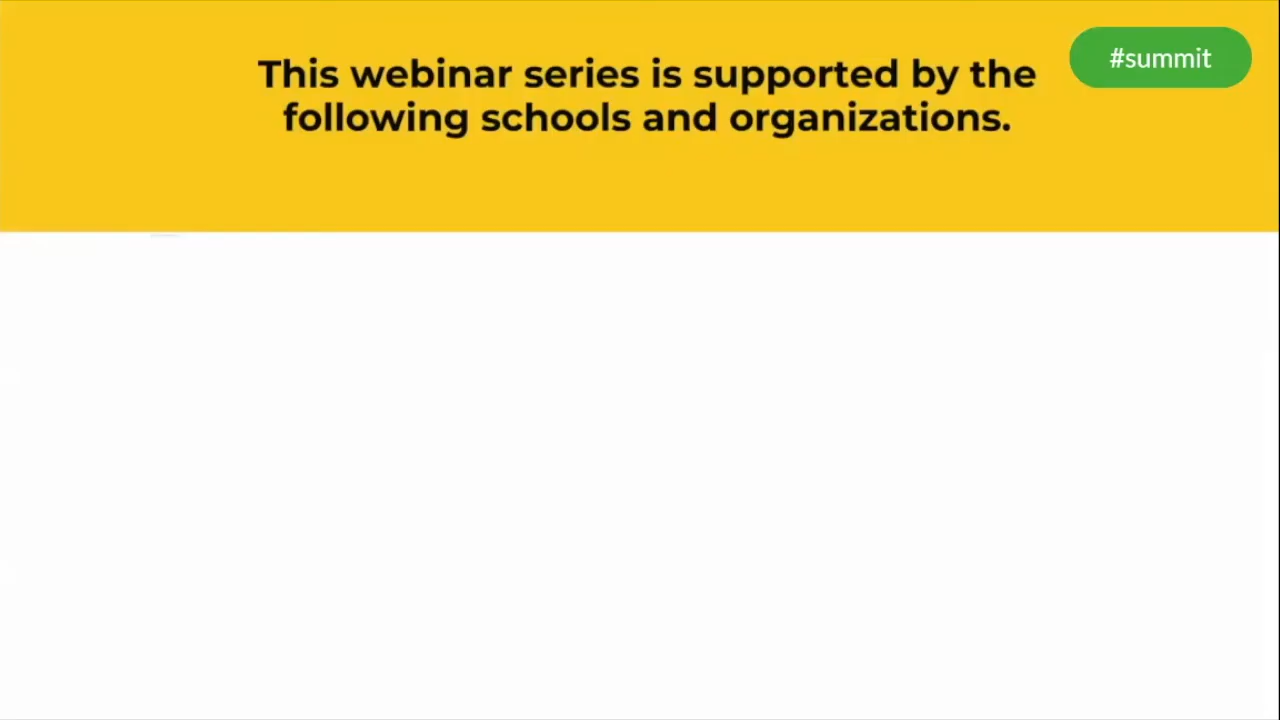 This webinar series is supported by the
following schools and organizations.
#summit